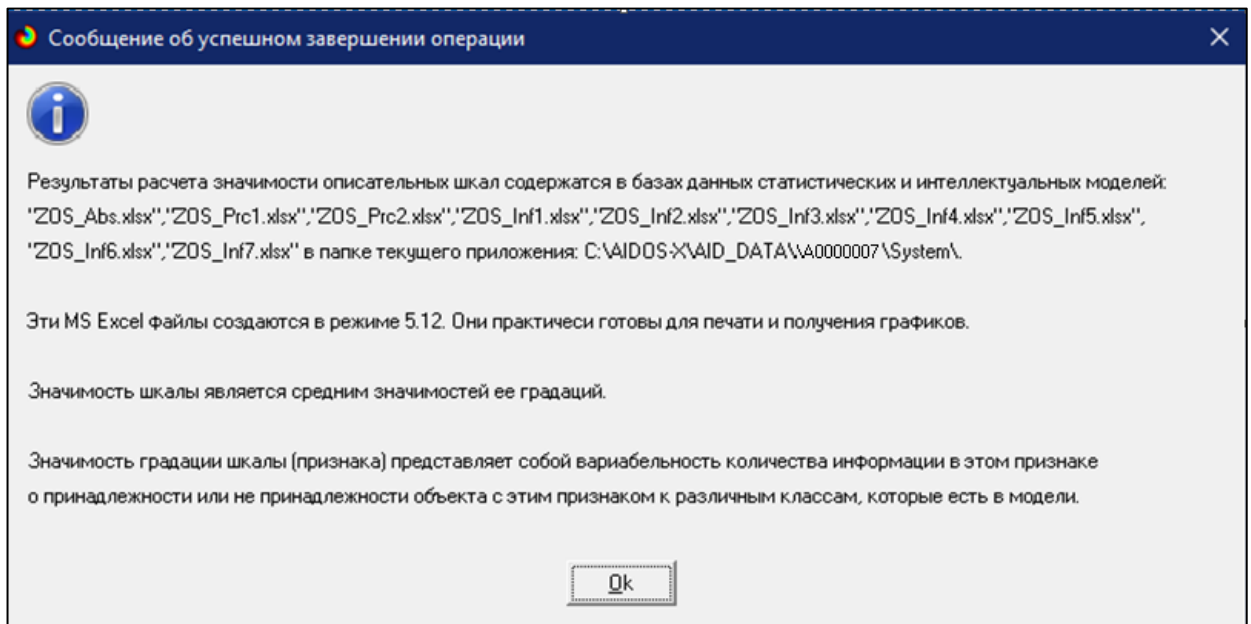 Сообщение об успешном завершении операции
Результаты расчета значимости описательных шкал содержатся в базах данных статистических и интеллектуальных моделей:
"ZOS_Abs.xlsx","ZOS_Prc1.xlsx","ZOS_Prc2.xlsx","ZOS_Inf1.xlsx","ZOS_Inf2.xlsx","ZOS_Inf3.xlsx","ZOS_Inf4.xlsx","ZOS_Inf5.xlsx",
"ZOS_Inf6.xlsx","ZOS_Inf7.xlsx" в папке текущего приложения: C:\AIDOS-X\AID_DATA\\A0000007\System\.
Эти MS Excel файлы создаются в режиме 5.12. Они практичеси готовы для печати и получения графиков.
Значимость шкалы является средним значимостей ее градаций.
Значимость градации шкалы (признака) представляет собой вариабельность количества информации в этом признаке
о принадлежности или не принадлежности объекта с этим признаком к различным классам, которые есть в модели.
Ok